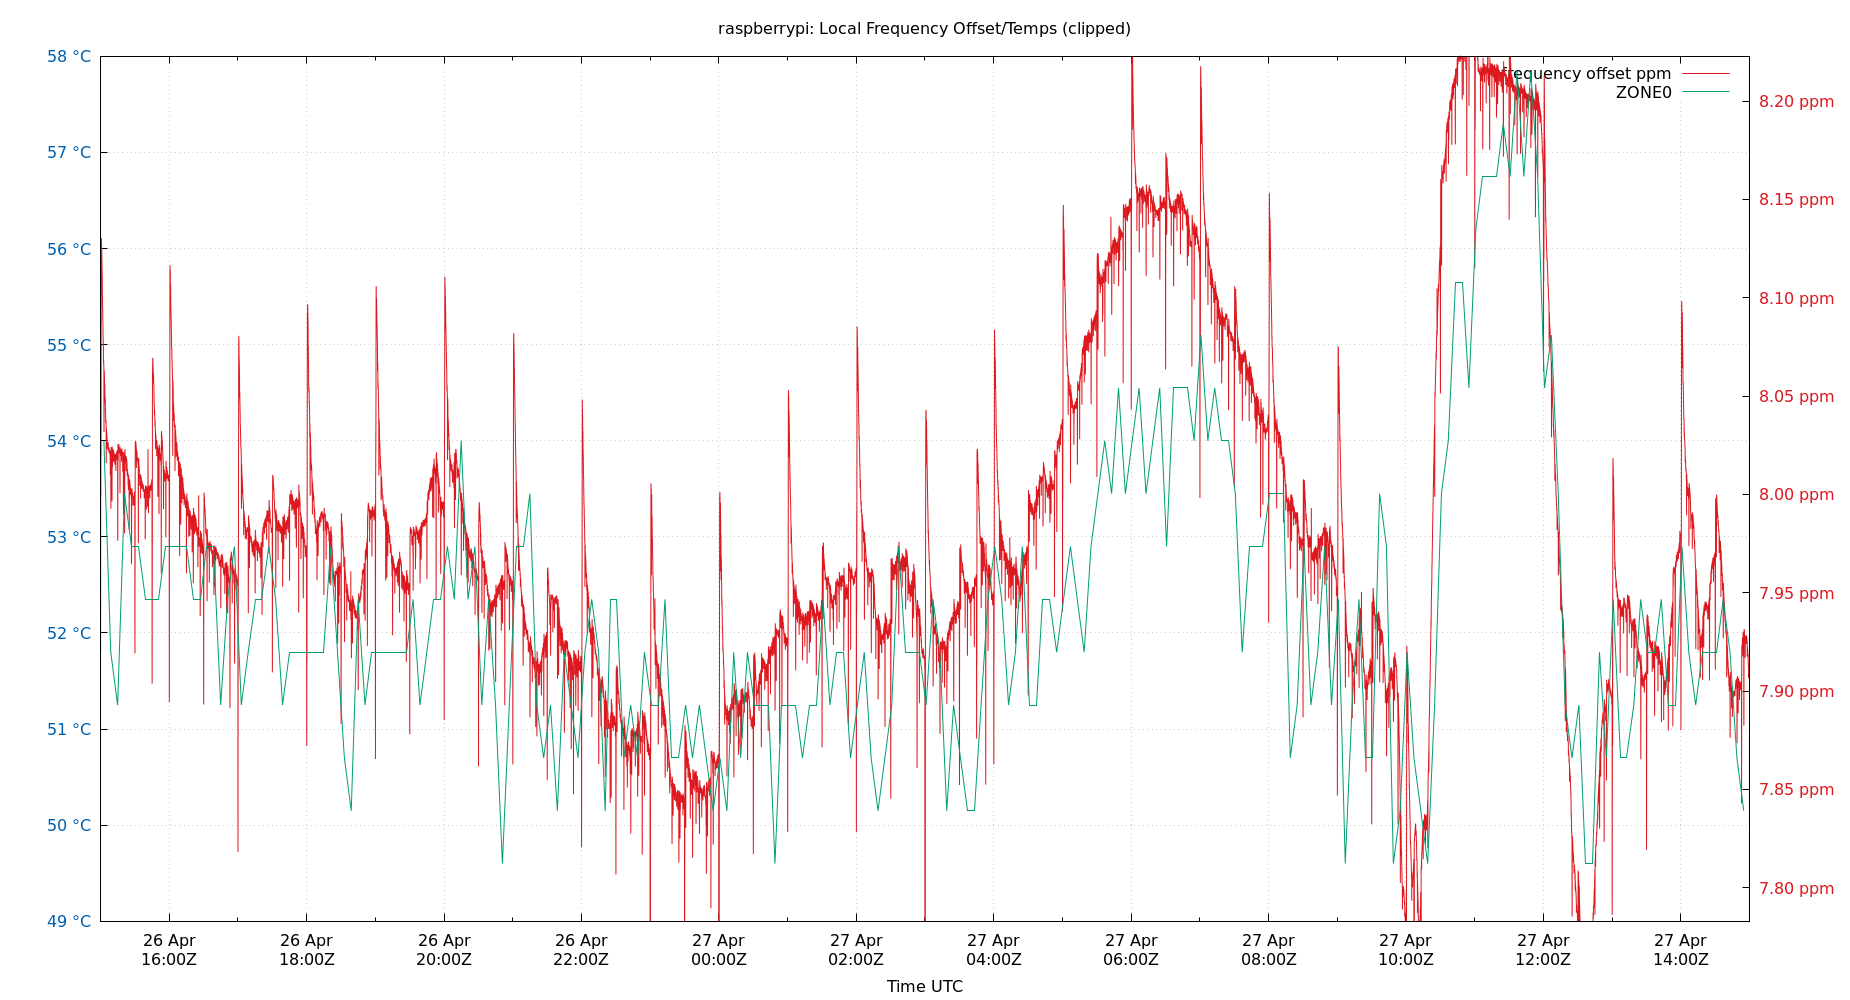 raspberrypi: Local Frequency Offset/Temps (clipped)
58 °C
57 °C
56 °C
55 °C
54 °C
53 °C
52 °C
51 °C
50 °C
49 °C
frequency offset ppm
ZONE0
8.20 ppm
8.15 ppm
8.10 ppm
8.05 ppm
8.00 ppm
7.95 ppm
7.90 ppm
7.85 ppm
7.80 ppm
26 Apr
16:00Z
26 Apr
18:00Z
26 Apr
20:00Z
26 Apr
22:00Z
27 Apr
00:00Z
27 Apr
02:00Z
27 Apr
04:00Z
27 Apr
06:00Z
27 Apr
08:00Z
27 Apr
10:00Z
27 Apr
12:00Z
27 Apr
14:00Z
Time UTC